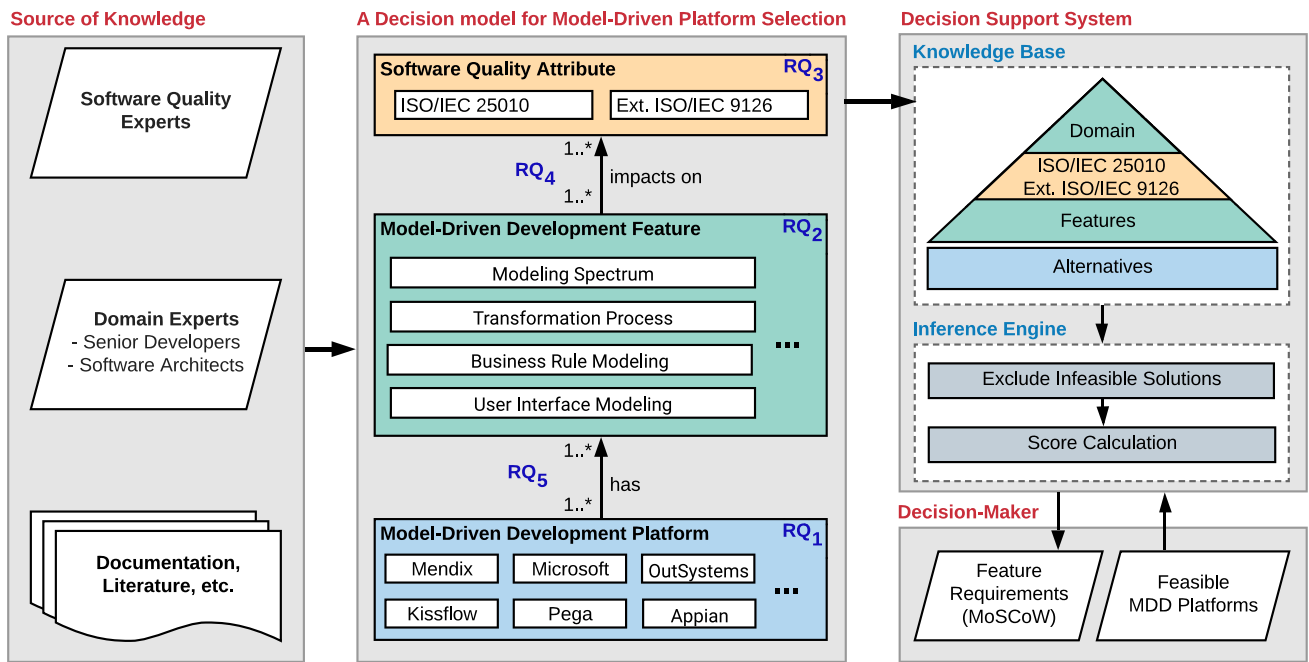 Source of Knowledge
Software Quality
Experts
Domain Experts
- Senior Developers
- Software Architects
Documentation,
Literature, etc.
A Decision model for Model-Driven Platform Selection
Software Quality Attribute
RQ3
ISO/IEC 25010
Ext. ISO/IEC 9126
1..*
RQ4
impacts on
1..*
Model-Driven Development Feature
RQ2
Modeling Spectrum
Transformation Process
Business Rule Modeling
User Interface Modeling
...
1..*
RQ5
has
1..*
Model-Driven Development Platform
RQ1
Mendix
Microsoft
OutSystems
Kissflow
Pega
Appian
...
Decision Support System
Knowledge Base
Domain
ISO/IEC 25010
Ext. ISO/IEC 9126
Features
Alternatives
Inference Engine
Exclude Infeasible Solutions
Score Calculation
Decision-Maker
Feature
Requirements
(MoSCoW)
Feasible
MDD Platforms